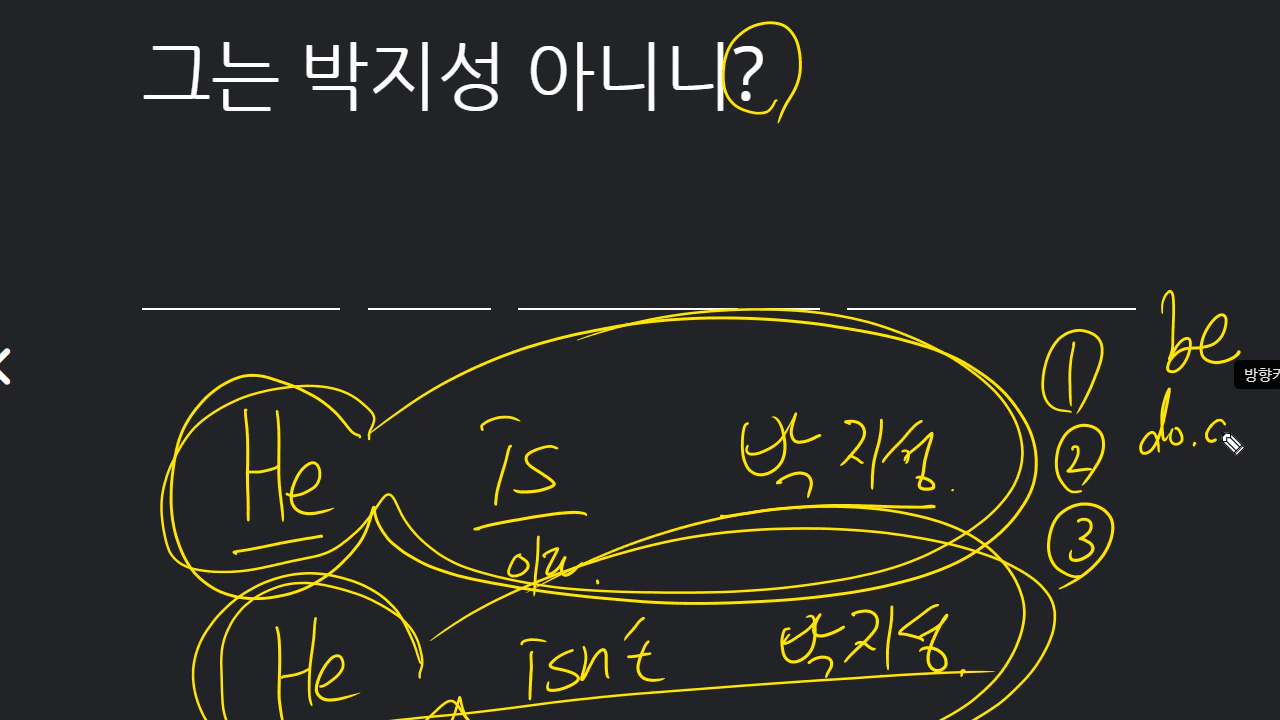 그는 박지성 아니니?
① be
He is 박지성.
② do.
이다.
③
He isn't 박지성.
방향키